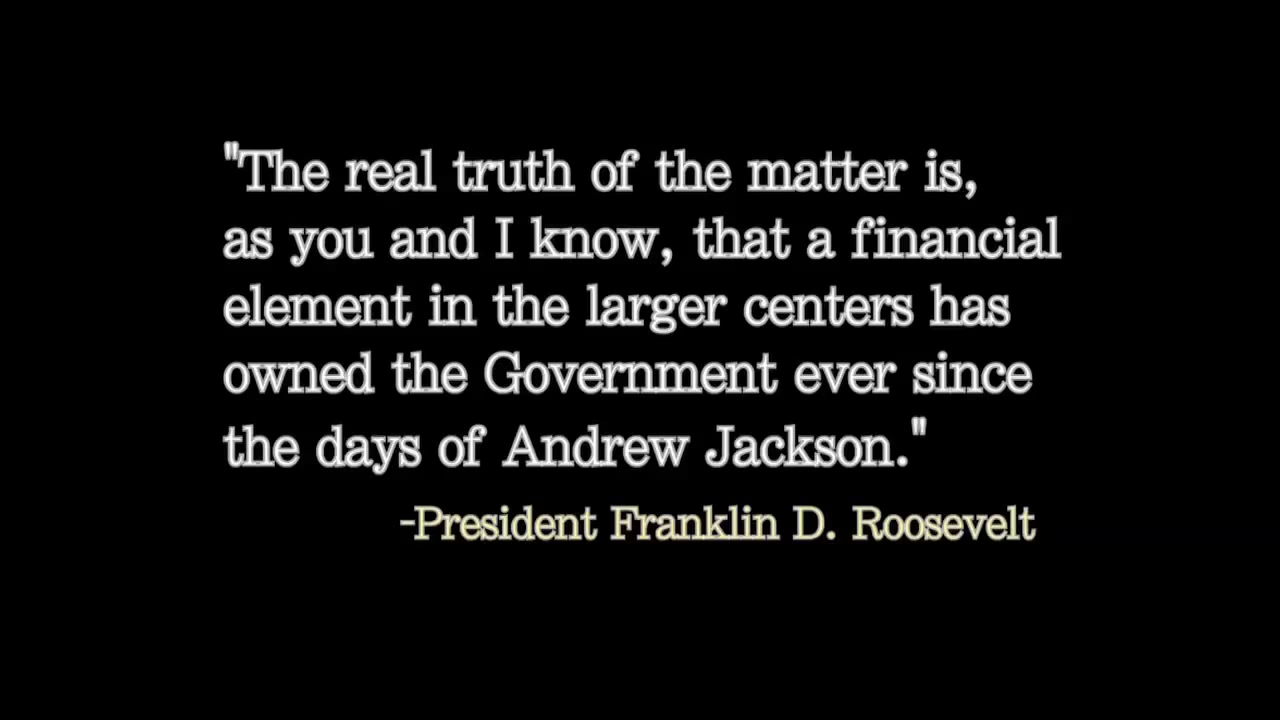 "The real truth of the matter is,
as you and I know, that a financial
element in the larger centers has
owned the Government ever since
the days of Andrew Jackson."
-President Franklin D. Roosevelt